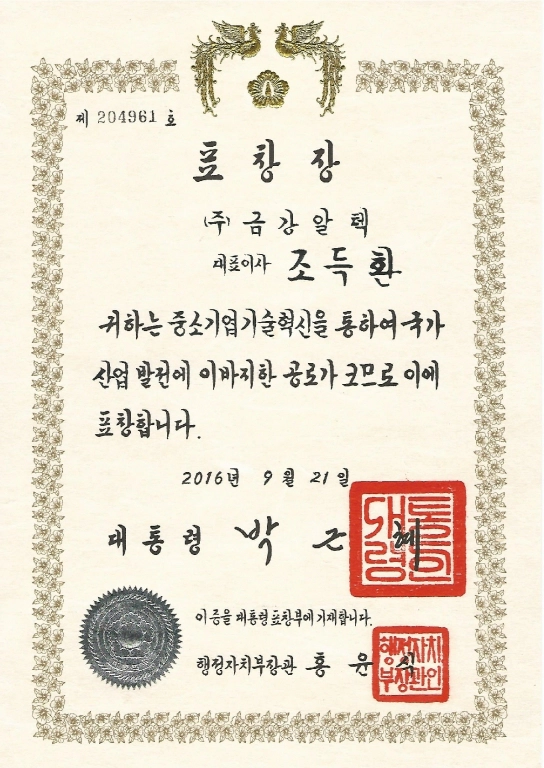 제 204961 호
표 창 장
(주) 금 강 알 텍
대표이사 조 득 환
귀하는 중소기업기술혁신을 통하여 국가
산업 발전에 이바지한 공로가 크므로 이에
표창합니다.
2016년 9 월 21 일
대 통 령 박 근 혜
대통령의인
이 증을 대통령표창부에 기재합니다.
행정자치부장관 홍 윤 식
행정자치부장관인